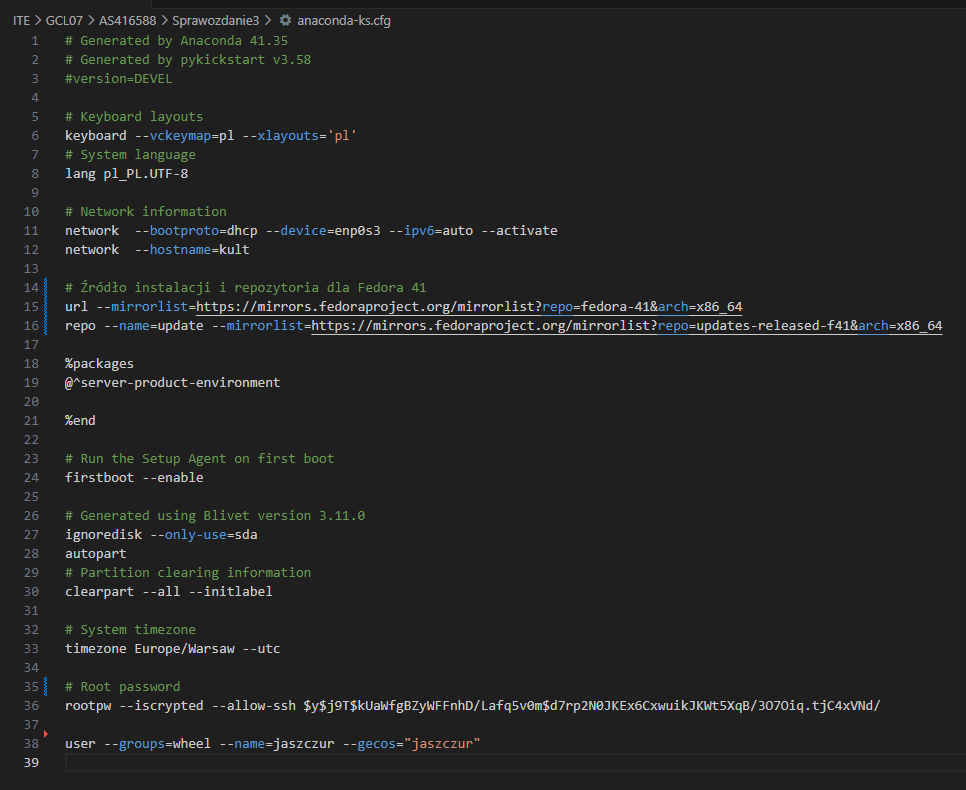 ITE > GCL07 > AS416588 > Sprawozdanie3 > anaconda-ks.cfg
1 # Generated by Anaconda 41.35
2 # Generated by pykickstart v3.58
3 #version=DEVEL
4
5 # Keyboard layouts
6 keyboard --vckeymap=pl --xlayouts='pl'
7 # System language
8 lang pl_PL.UTF-8
9
10 # Network information
11 network  --bootproto=dhcp --device=enp0s3 --ipv6=auto --activate
12 network  --hostname=kult
13
14 # Źródło instalacji i repozytoria dla Fedora 41
15 url --mirrorlist=https://mirrors.fedoraproject.org/mirrorlist?repo=fedora-41&arch=x86_64
16 repo --name=update --mirrorlist=https://mirrors.fedoraproject.org/mirrorlist?repo=updates-released-f41&arch=x86_64
17
18 %packages
19 @^server-product-environment
20
21 %end
22
23 # Run the Setup Agent on first boot
24 firstboot --enable
25
26 # Generated using Blivet version 3.11.0
27 ignoredisk --only-use=sda
28 autopart
29 # Partition clearing information
30 clearpart --all --initlabel
31
32 # System timezone
33 timezone Europe/Warsaw --utc
34
35 # Root password
36 rootpw --iscrypted --allow-ssh $y$j9T$kUaWfgBZyWFFnhD/Lafq5v0m$d7rp2N0JKEx6CxwuikJKWt5XqB/3O7Oiq.tjC4xVNd/
37
38 user --groups=wheel --name=jaszczur --gecos="jaszczur"
39